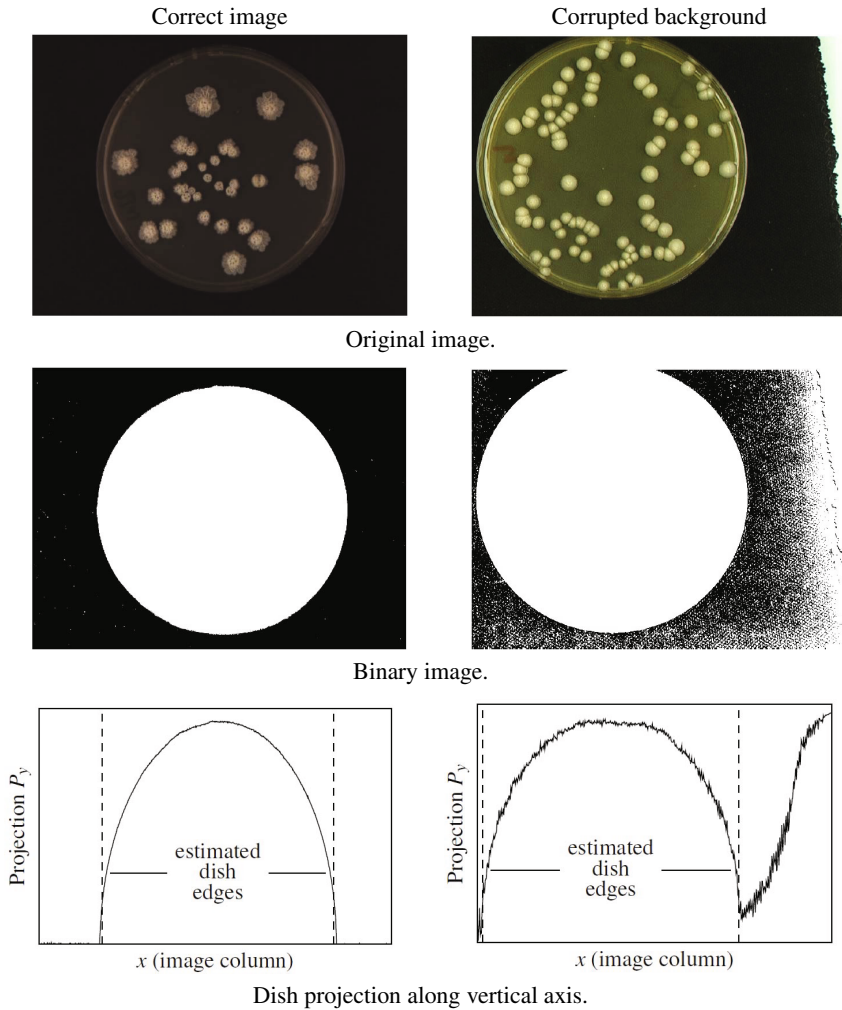 Correct image
Corrupted background
Original image.
Binary image.
Projection P_y
estimated
dish
edges
x (image column)
Projection P_y
estimated
dish
edges
x (image column)
Dish projection along vertical axis.